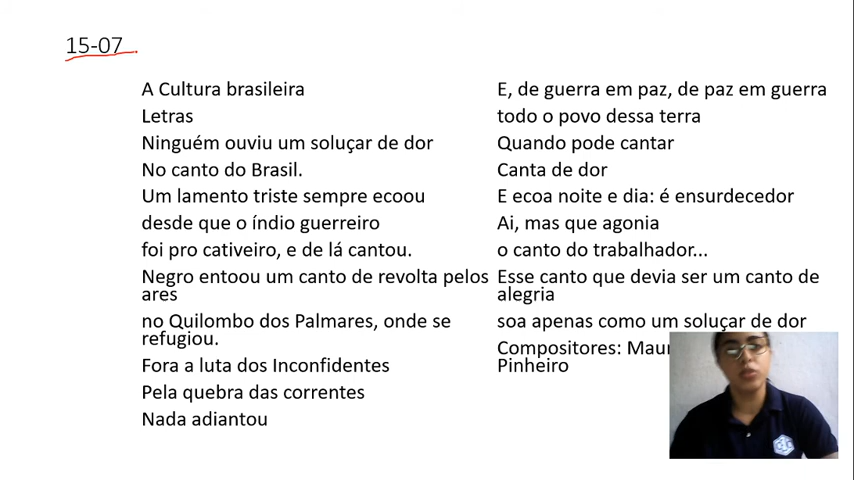 15-07
A Cultura brasileira
Letras
Ninguém ouviu um soluçar de dor
No canto do Brasil.
Um lamento triste sempre ecoou
desde que o índio guerreiro
foi pro cativeiro, e de lá cantou.
Negro entoou um canto de revolta pelos
ares
no Quilombo dos Palmares, onde se
refugiou.
Fora a luta dos Inconfidentes
Pela quebra das correntes
Nada adiantou
E, de guerra em paz, de paz em guerra
todo o povo dessa terra
Quando pode cantar
Canta de dor
E ecoa noite e dia: é ensurdecedor
Ai, mas que agonia
o canto do trabalhador...
Esse canto que devia ser um canto de
alegria
soa apenas como um soluçar de dor
Compositores:
Pinheiro